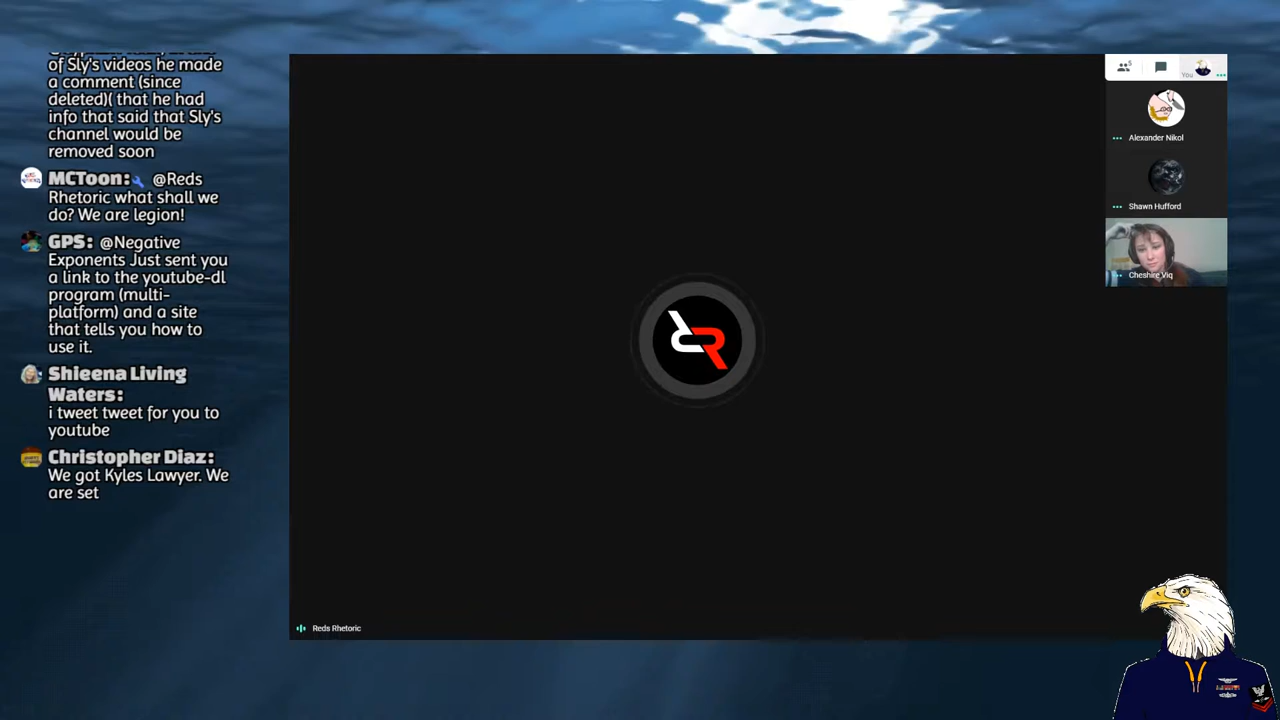 of Sly's videos he made
a comment (since
deleted)( that he had
info that said that Sly's
channel would be
removed soon
MCToon: @Reds
Rhetoric what shall we
do? We are legion!
GPS: @Negative
Exponents Just sent you
a link to the youtube-dl
program (multi-
platform) and a site
that tells you how to
use it.
Shieena Living
Waters:
i tweet tweet for you to
youtube
Christopher Diaz:
We got Kyles Lawyer. We
are set
Reds Rhetoric
5
You
Alexander Nikol
Shawn Hufford
Cheshire Viq